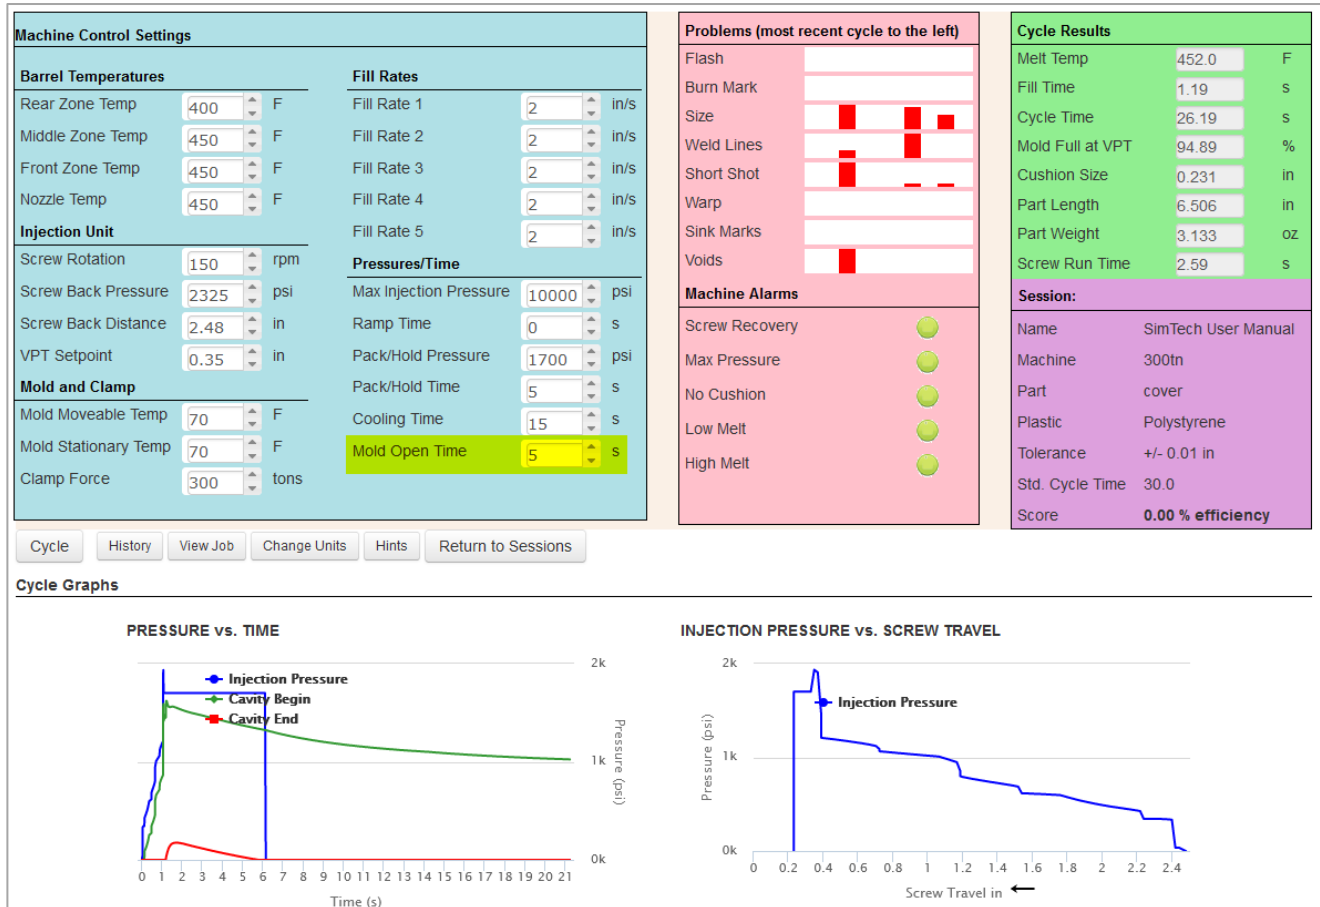 Machine Control Settings
Barrel Temperatures
Rear Zone Temp 400 F
Middle Zone Temp 450 F
Front Zone Temp 450 F
Nozzle Temp 450 F
Injection Unit
Screw Rotation 150 rpm
Screw Back Pressure 2325 psi
Screw Back Distance 2.48 in
VPT Setpoint 0.35 in
Mold and Clamp
Mold Moveable Temp 70 F
Mold Stationary Temp 70 F
Clamp Force 300 tons
Fill Rates
Fill Rate 1 2 in/s
Fill Rate 2 2 in/s
Fill Rate 3 2 in/s
Fill Rate 4 2 in/s
Fill Rate 5 2 in/s
Pressures/Time
Max Injection Pressure 10000 psi
Ramp Time 0 s
Pack/Hold Pressure 1700 psi
Pack/Hold Time 5 s
Cooling Time 15 s
Mold Open Time 5 s
Problems (most recent cycle to the left)
Flash
Burn Mark
Size
Weld Lines
Short Shot
Warp
Sink Marks
Voids
Machine Alarms
Screw Recovery
Max Pressure
No Cushion
Low Melt
High Melt
Cycle Results
Melt Temp 452.0 F
Fill Time 1.19 s
Cycle Time 26.19 s
Mold Full at VPT 94.89 %
Cushion Size 0.231 in
Part Length 6.506 in
Part Weight 3.133 oz
Screw Run Time 2.59 s
Session:
Name SimTech User Manual
Machine 300tn
Part cover
Plastic Polystyrene
Tolerance +/- 0.01 in
Std. Cycle Time 30.0
Score 0.00 % efficiency
Cycle History View Job Change Units Hints Return to Sessions
Cycle Graphs
PRESSURE vs. TIME
Injection Pressure
Cavity Begin
Cavity End
2k
1k
0k
Pressure (psi)
0 1 2 3 4 5 6 7 8 9 10 11 12 13 14 15 16 17 18 19 20 21
Time (s)
INJECTION PRESSURE vs. SCREW TRAVEL
Injection Pressure
2k
1k
0k
Pressure (psi)
0 0.2 0.4 0.6 0.8 1 1.2 1.4 1.6 1.8 2 2.2 2.4
Screw Travel in ←